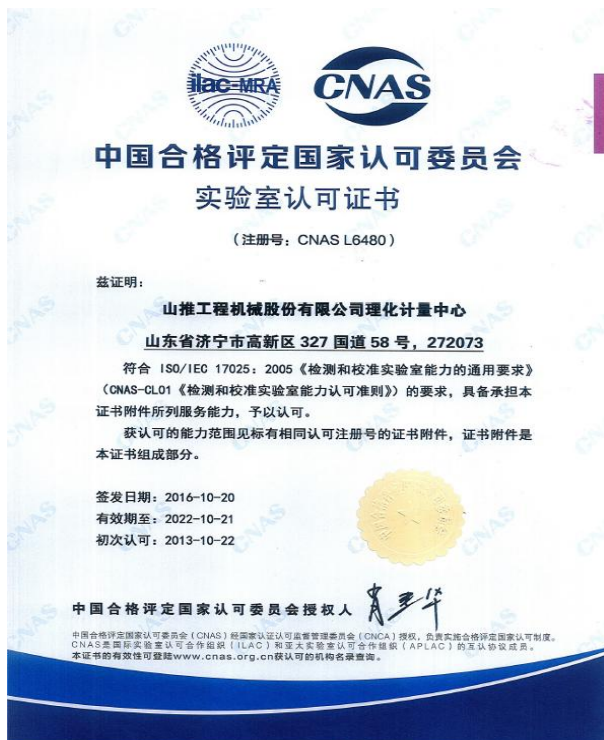 ilac-MRA
CNAS
中国合格评定国家认可委员会
实验室认可证书
（注册号：CNAS L6480）
兹证明：
山推工程机械股份有限公司理化计量中心
山东省济宁市高新区 327 国道 58 号，272073
符合 ISO/IEC 17025：2005《检测和校准实验室能力的通用要求》
（CNAS-CL01《检测和校准实验室能力认可准则》）的要求，具备承担本
证书附件所列服务能力，予以认可。
获认可的能力范围见标有相同认可注册号的证书附件，证书附件是
本证书组成部分。
签发日期：2016-10-20
有效期至：2022-10-21
初次认可：2013-10-22
中国合格评定国家认可委员会授权人
中国合格评定国家认可委员会（CNAS）经国家认证认可监督管理委员会（CNCA）授权，负责实施合格评定国家认可制度。
CNAS是国际实验室认可合作组织（ILAC）和亚太实验室认可合作组织（APLAC）的互认协议成员。
本证书的有效性可登陆www.cnas.org.cn获认可的机构名录查询。